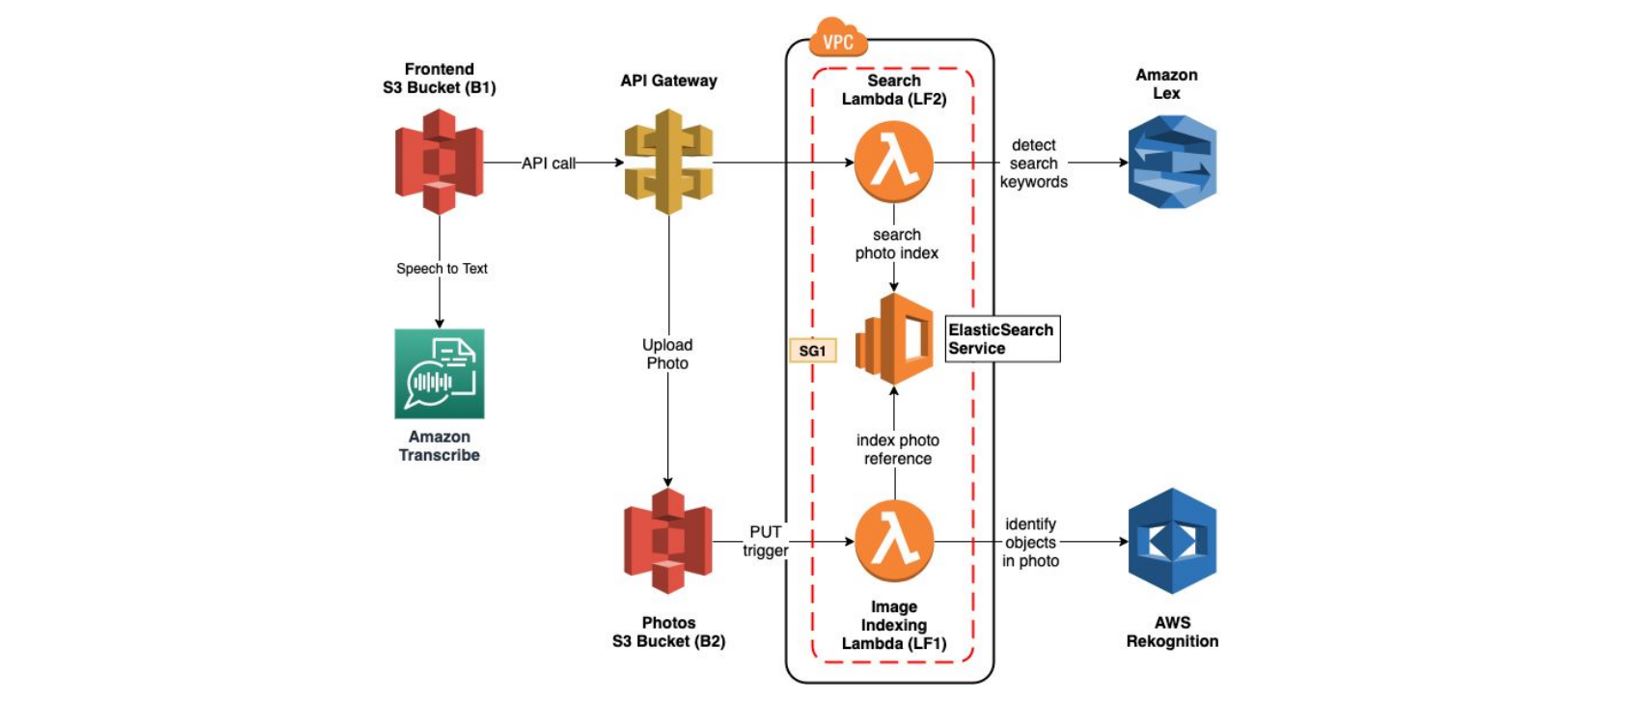 VPC
Frontend
S3 Bucket (B1)
API Gateway
Search
Lambda (LF2)
Amazon
Lex
API call
detect
search
keywords
Speech to Text
search
photo index
Upload
Photo
SG1
ElasticSearch
Service
Amazon
Transcribe
index photo
reference
PUT
trigger
identify
objects
in photo
Photos
S3 Bucket (B2)
Image
Indexing
Lambda (LF1)
AWS
Rekognition